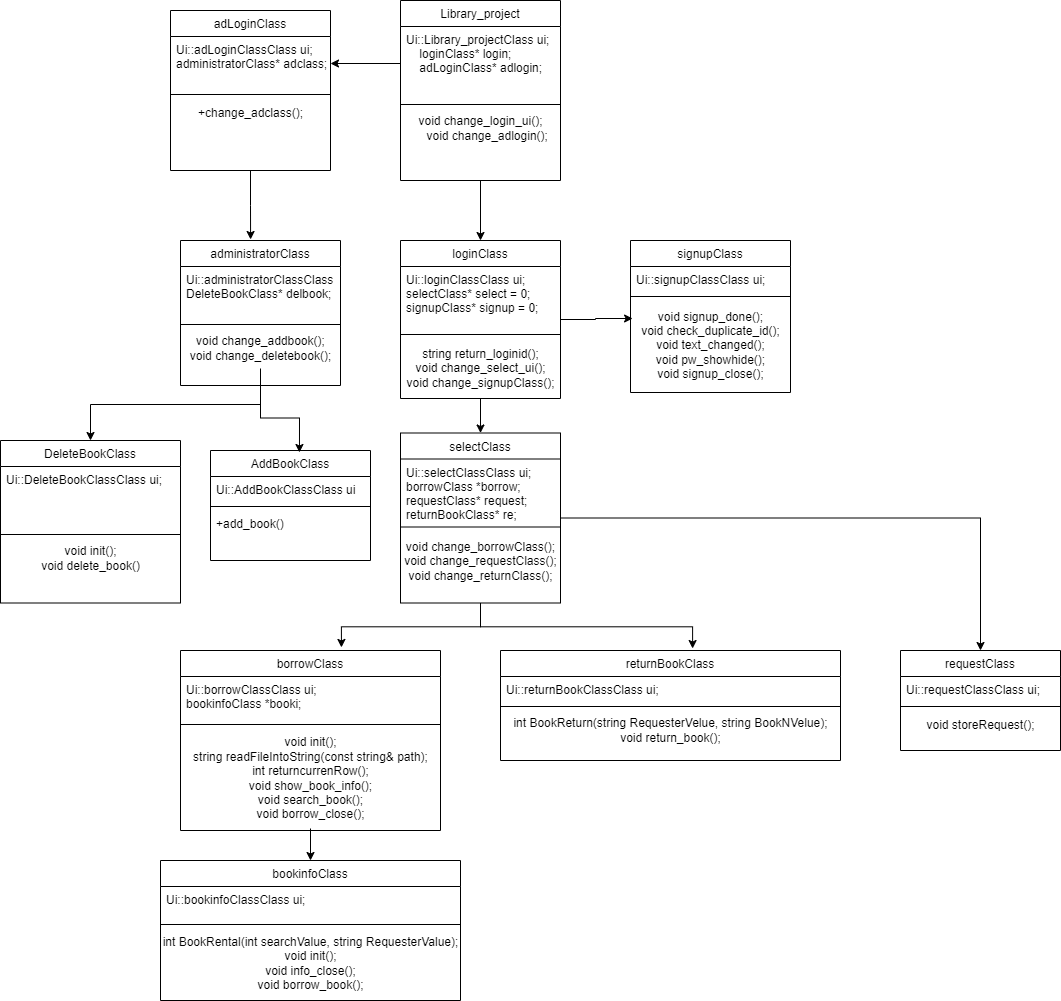 adLoginClass
Ui::adLoginClassClass ui;
administratorClass* adclass;
+change_adclass();
Library_project
Ui::Library_projectClass ui;
loginClass* login;
adLoginClass* adlogin;
void change_login_ui();
void change_adlogin();
administratorClass
Ui::administratorClassClass
DeleteBookClass* delbook;
void change_addbook();
void change_deletebook();
loginClass
Ui::loginClassClass ui;
selectClass* select = 0;
signupClass* signup = 0;
string return_loginid();
void change_select_ui();
void change_signupClass();
signupClass
Ui::signupClassClass ui;
void signup_done();
void check_duplicate_id();
void text_changed();
void pw_showhide();
void signup_close();
DeleteBookClass
Ui::DeleteBookClassClass ui;
void init();
void delete_book()
AddBookClass
Ui::AddBookClassClass ui
+add_book()
selectClass
Ui::selectClassClass ui;
borrowClass *borrow;
requestClass* request;
returnBookClass* re;
void change_borrowClass();
void change_requestClass();
void change_returnClass();
borrowClass
Ui::borrowClassClass ui;
bookinfoClass *booki;
void init();
string readFileIntoString(const string& path);
int returncurrenRow();
void show_book_info();
void search_book();
void borrow_close();
returnBookClass
Ui::returnBookClassClass ui;
int BookReturn(string RequesterVelue, string BookNVelue);
void return_book();
requestClass
Ui::requestClassClass ui;
void storeRequest();
bookinfoClass
Ui::bookinfoClassClass ui;
int BookRental(int searchValue, string RequesterValue);
void init();
void info_close();
void borrow_book();